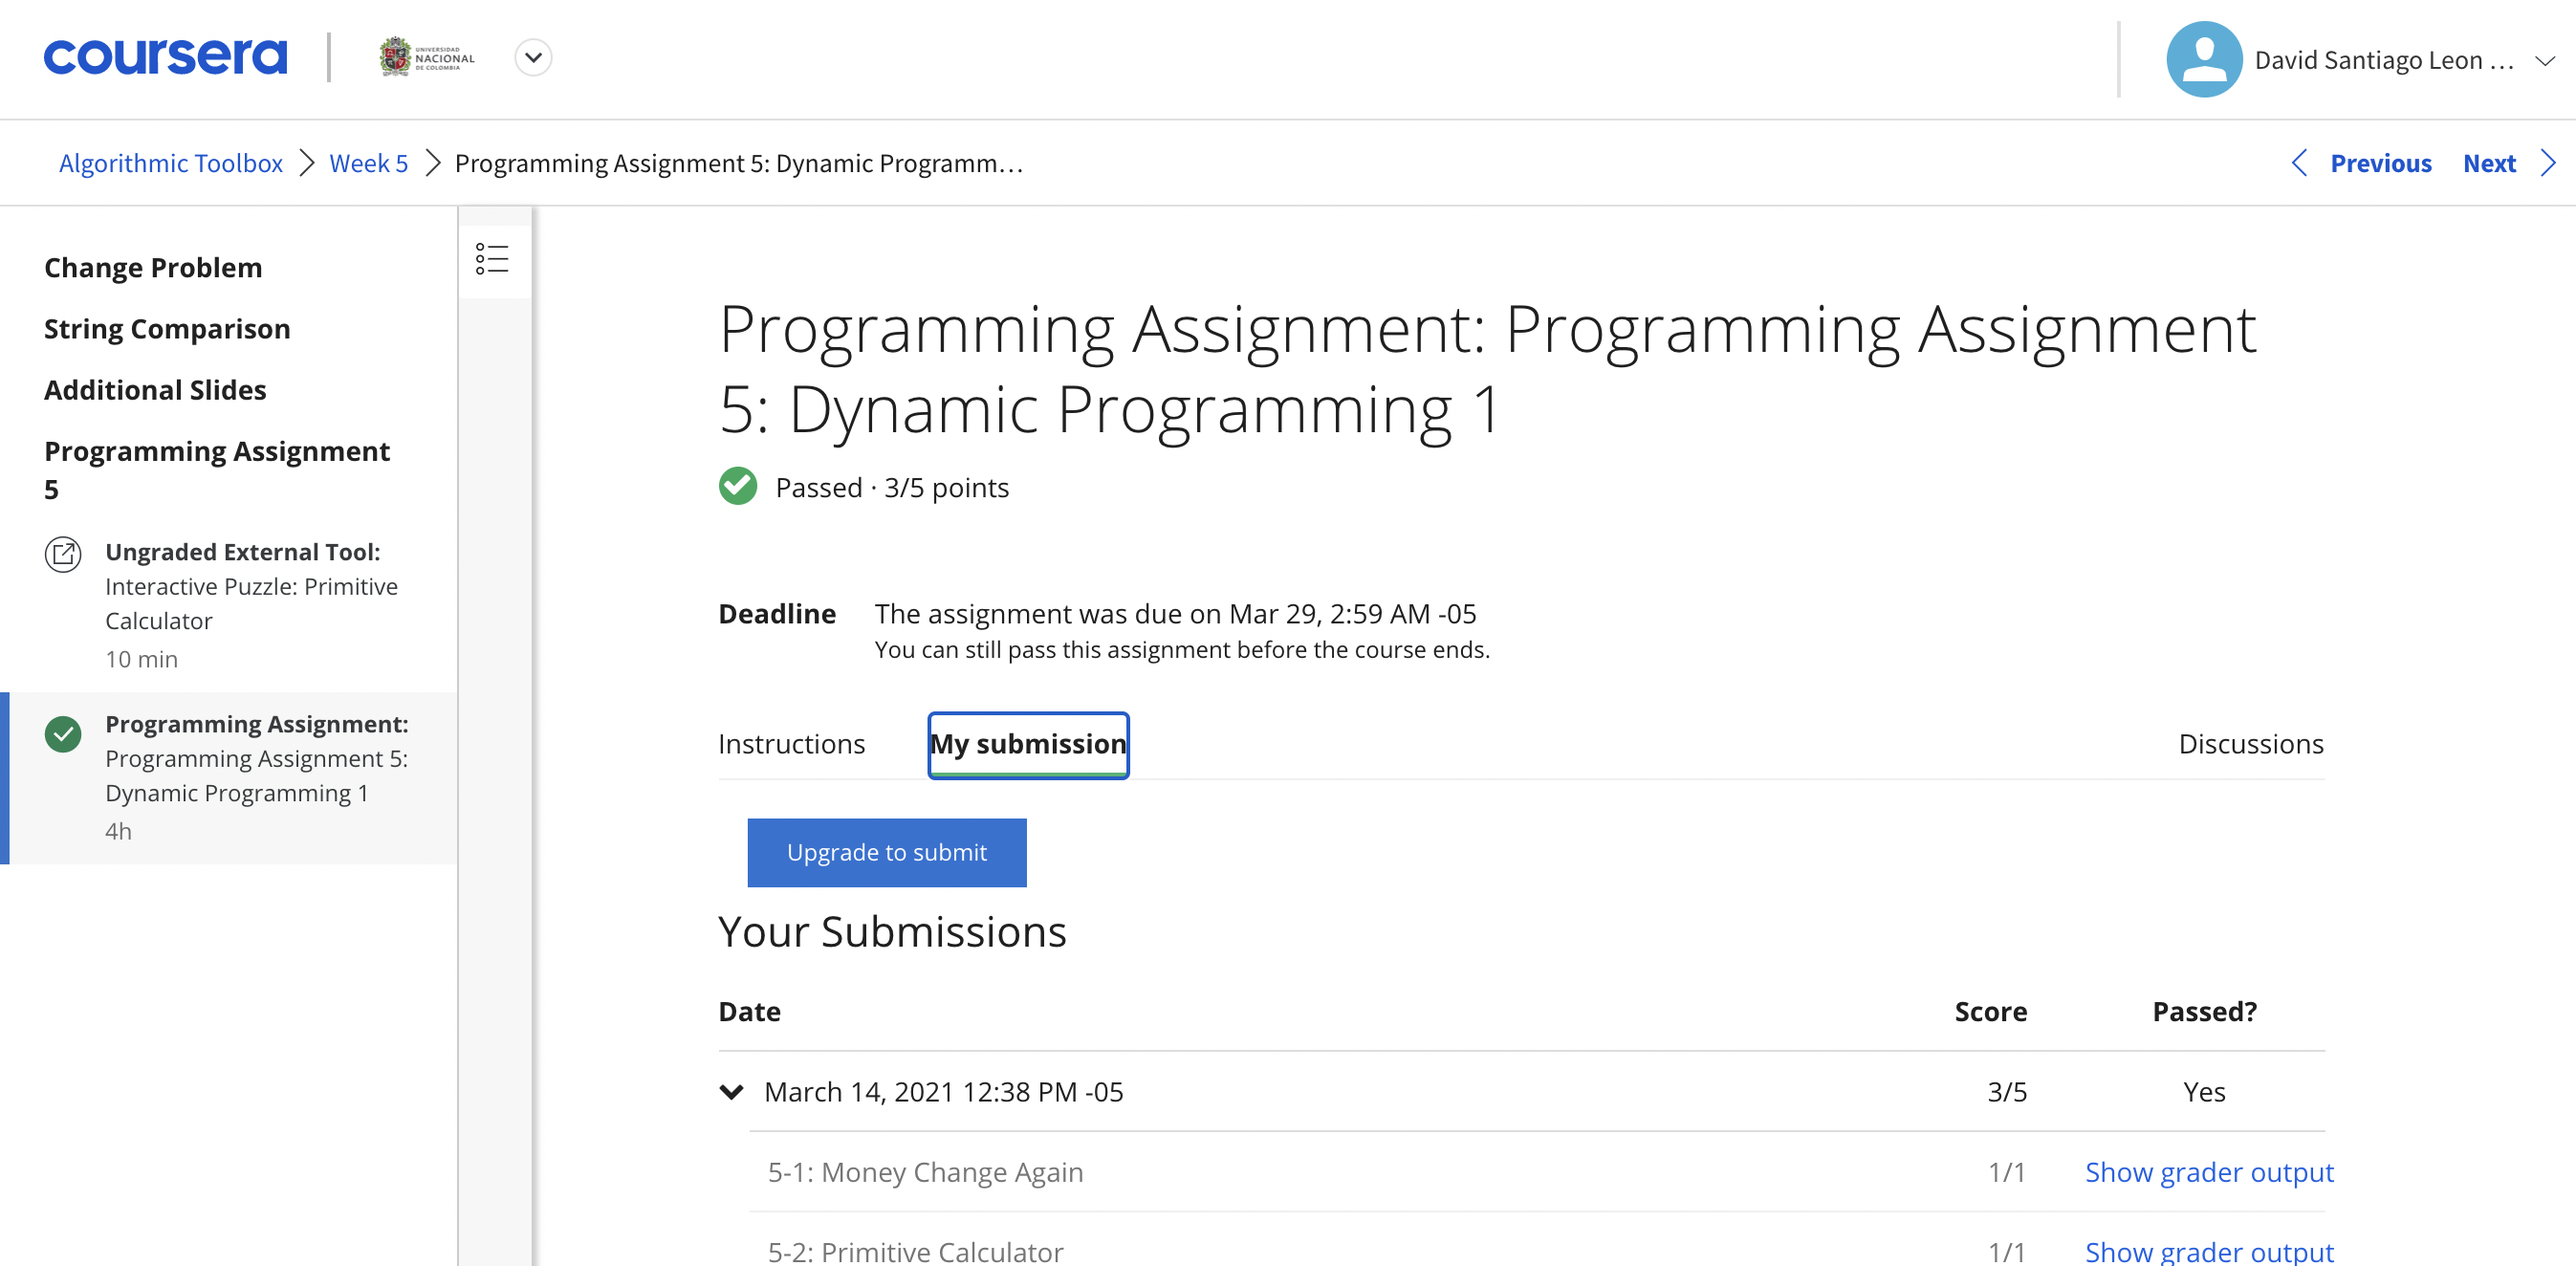 coursera
UNIVERSIDAD
NACIONAL
DE COLOMBIA
David Santiago Leon ...
Algorithmic Toolbox
Week 5
Programming Assignment 5: Dynamic Programm...
Previous
Next
Change Problem
String Comparison
Additional Slides
Programming Assignment
5
Ungraded External Tool:
Interactive Puzzle: Primitive
Calculator
10 min
Programming Assignment:
Programming Assignment 5:
Dynamic Programming 1
4h
Programming Assignment: Programming Assignment
5: Dynamic Programming 1
Passed · 3/5 points
Deadline The assignment was due on Mar 29, 2:59 AM -05
You can still pass this assignment before the course ends.
Instructions My submission Discussions
Upgrade to submit
Your Submissions
Date Score Passed?
March 14, 2021 12:38 PM -05 3/5 Yes
5-1: Money Change Again 1/1 Show grader output
5-2: Primitive Calculator 1/1 Show grader output